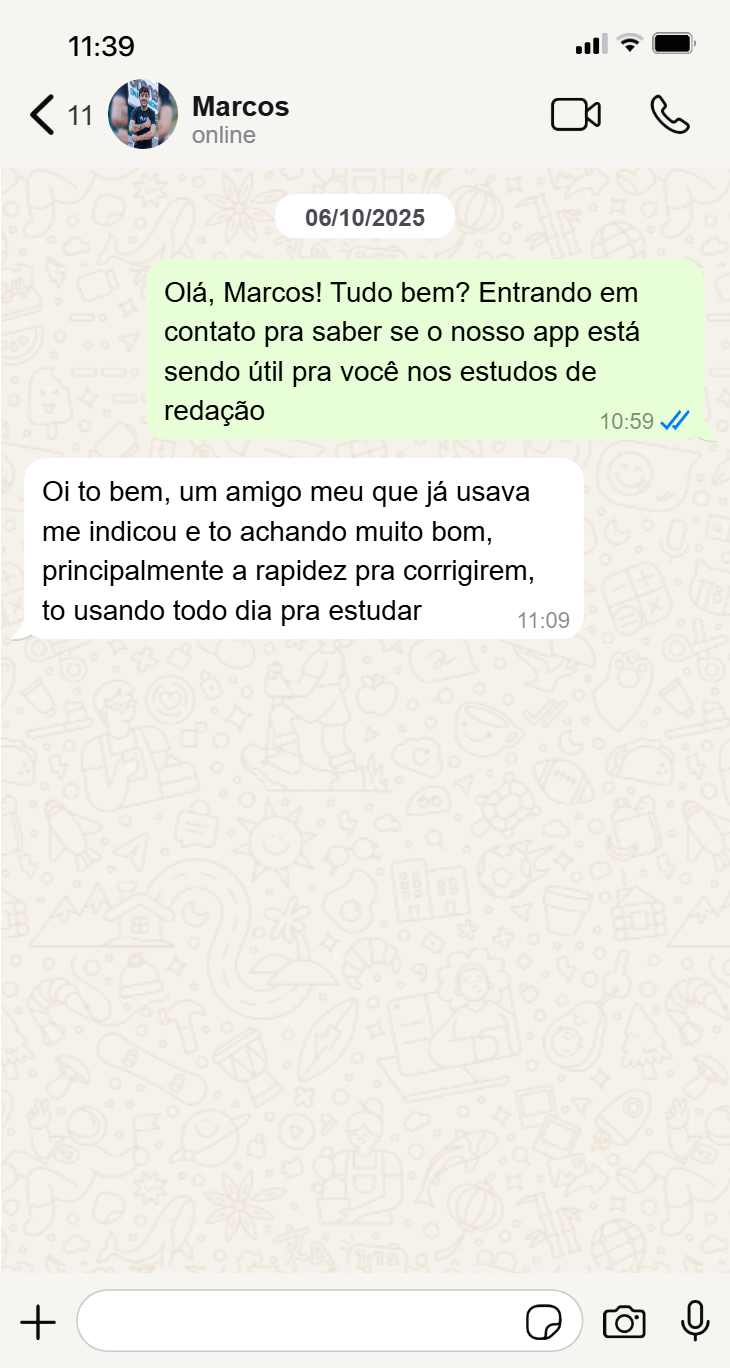 11:39
11
Marcos
online
06/10/2025
Olá, Marcos! Tudo bem? Entrando em
contato pra saber se o nosso app está
sendo útil pra você nos estudos de
redação
10:59
Oi to bem, um amigo meu que já usava
me indicou e to achando muito bom,
principalmente a rapidez pra corrigirem,
to usando todo dia pra estudar
11:09